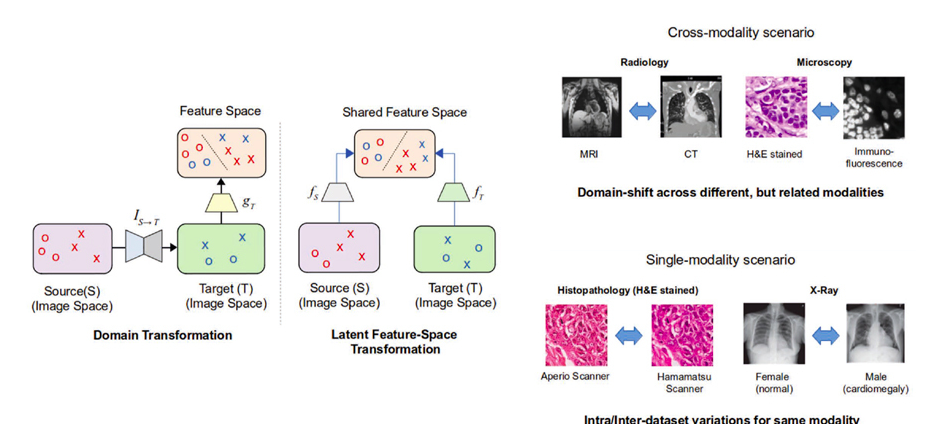 Feature Space
g_T
I_{S→T}
Source(S)
(Image Space)
Target (T)
(Image Space)
Domain Transformation
Shared Feature Space
f_S
f_T
Source (S)
(Image Space)
Target (T)
(Image Space)
Latent Feature-Space
Transformation
Cross-modality scenario
Radiology
Microscopy
MRI
CT
H&E stained
Immuno-
fluorescence
Domain-shift across different, but related modalities
Single-modality scenario
Histopathology (H&E stained)
X-Ray
Aperio Scanner
Hamamatsu
Scanner
Female
(normal)
Male
(cardiomegaly)
Intra/Inter-dataset variations for same modality